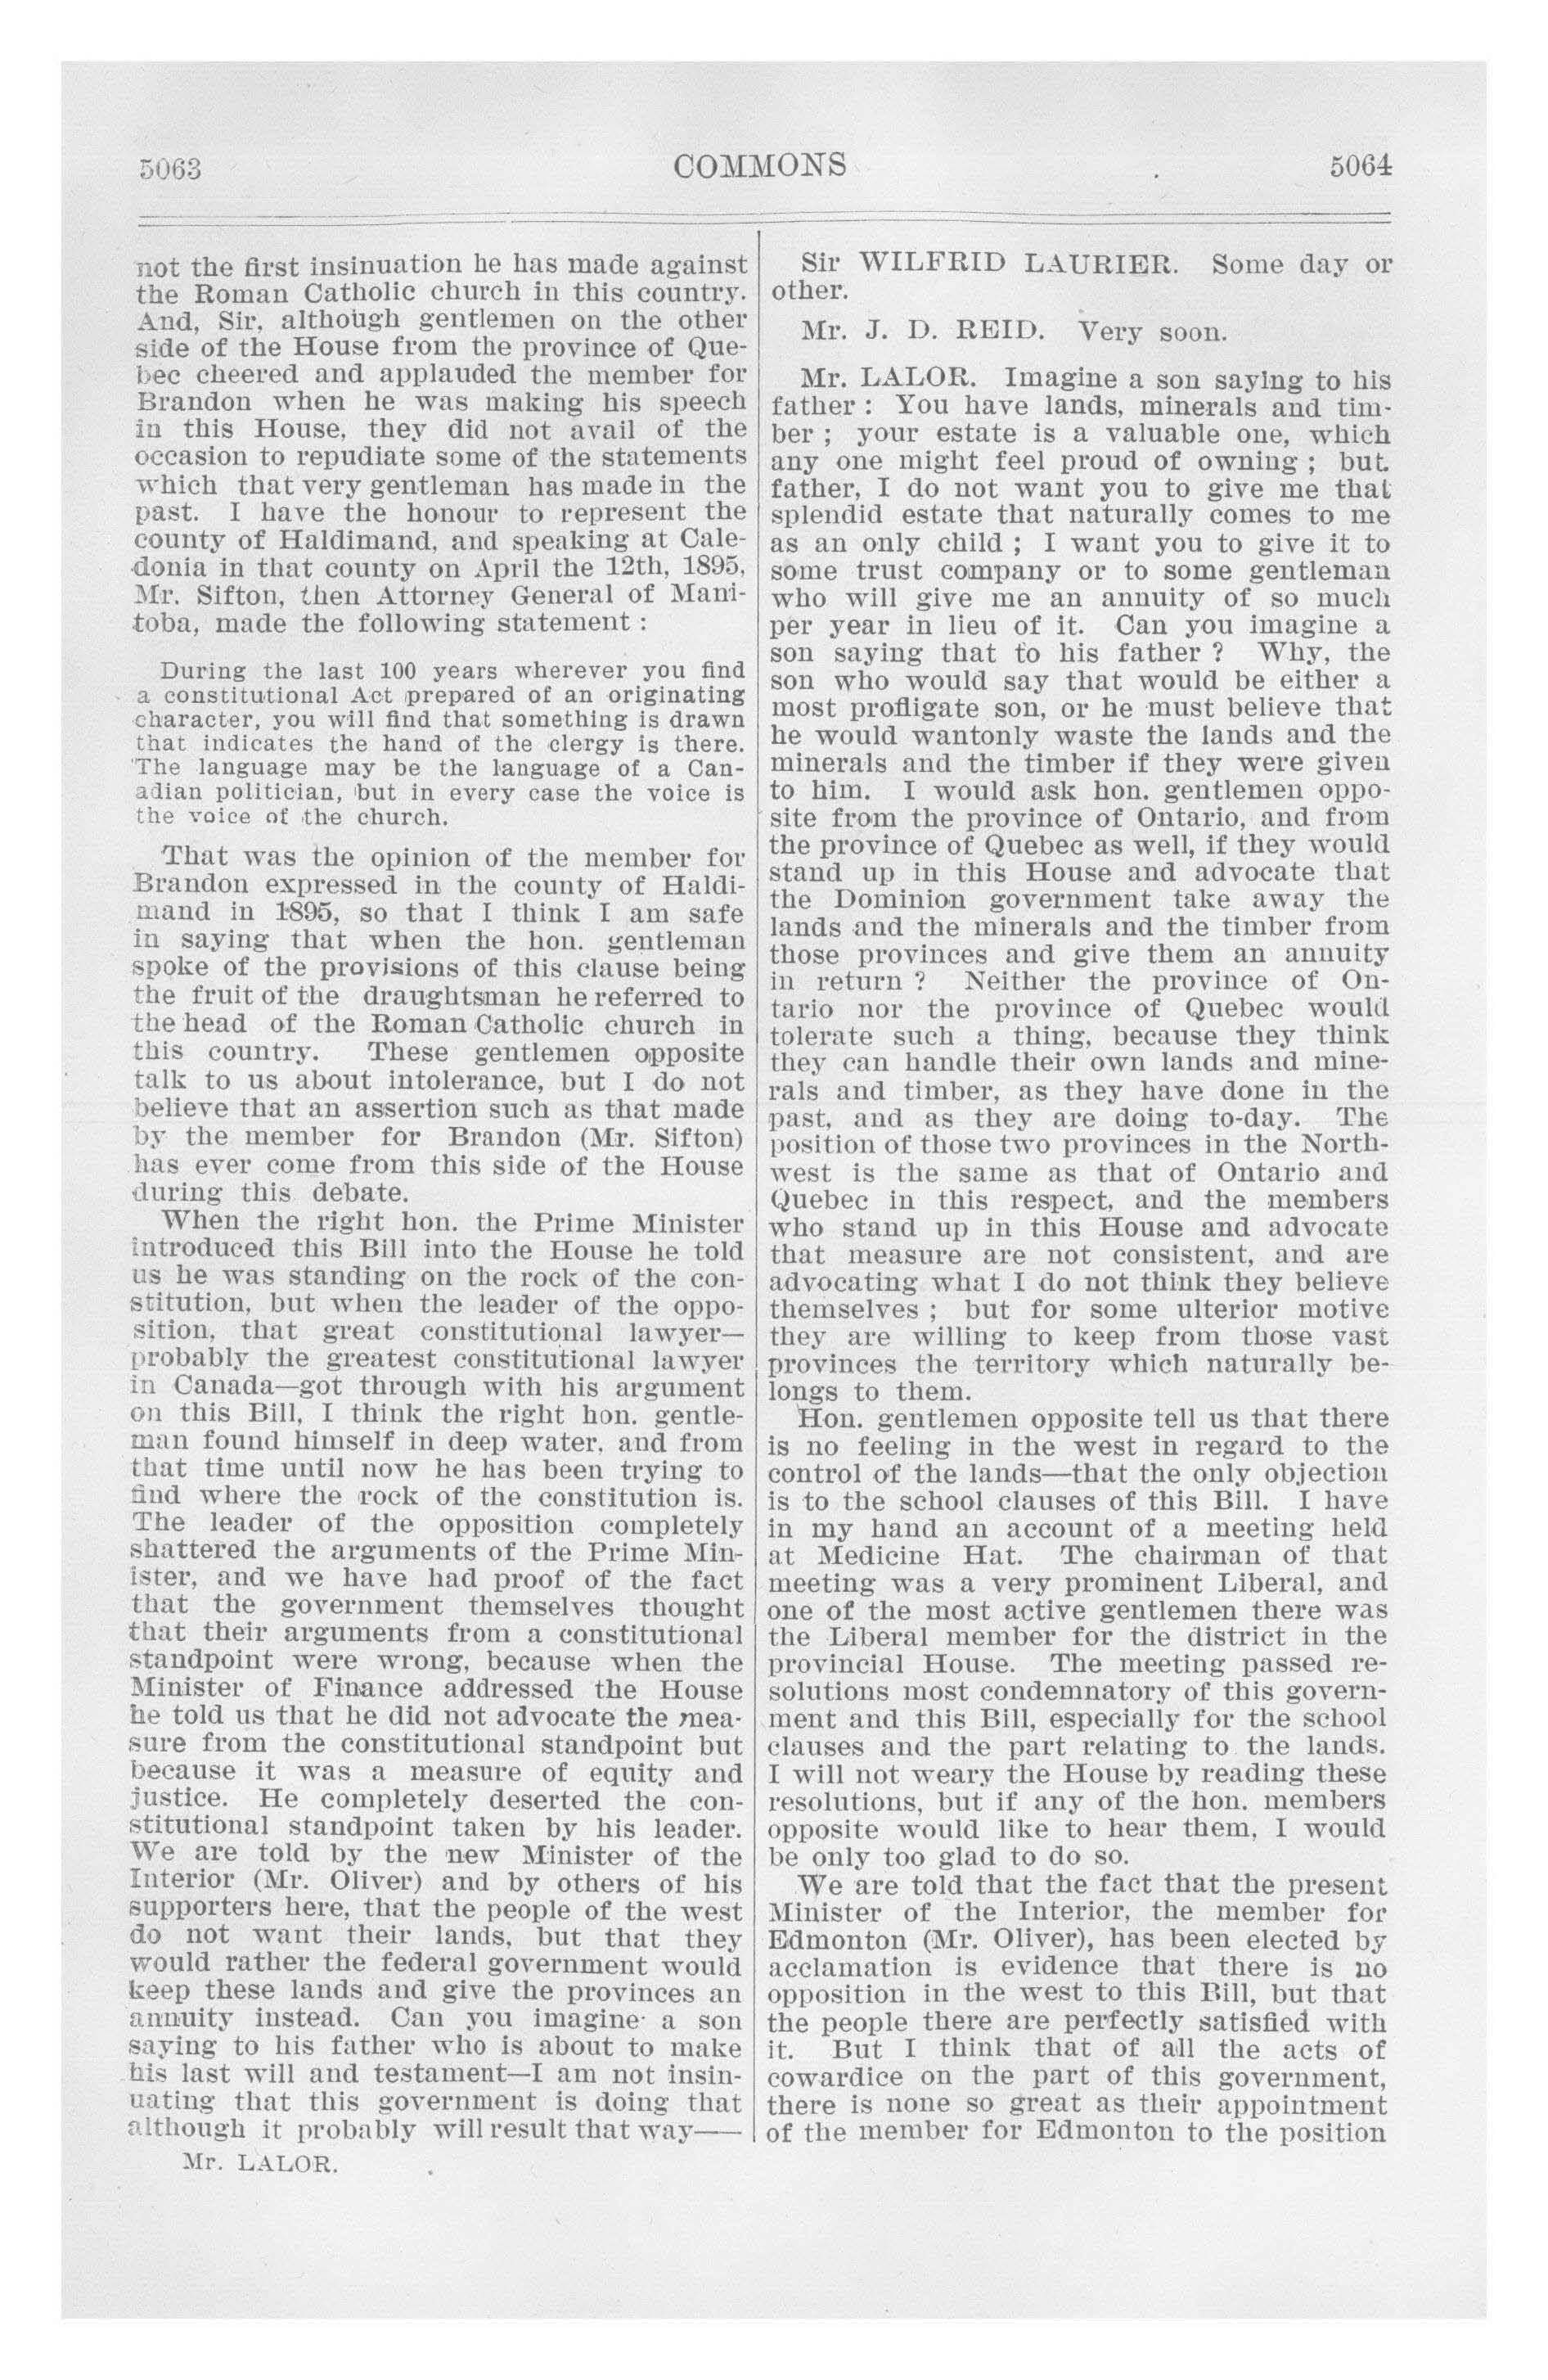 5063
COMMONS
5064
not the first insinuation he has made against
the Roman Catholic church in this country.
And, Sir, although gentlemen on the other
side of the House from the province of Que-
bec cheered and applauded the member for
Brandon when he was making his speech
in this House, they did not avail of the
occasion to repudiate some of the statements
which that very gentleman has made in the
past. I have the honour to represent the
county of Haldimand, and speaking at Cale-
donia in that county on April the 12th, 1895,
Mr. Sifton, then Attorney General of Mani-
toba, made the following statement :
During the last 100 years wherever you find
a constitutional Act prepared of an originating
character, you will find that something is drawn
that indicates the hand of the clergy is there.
The language may be the language of a Can-
adian politician, but in every case the voice is
the voice of the church.
That was the opinion of the member for
Brandon expressed in the county of Haldi-
mand in 1895, so that I think I am safe
in saying that when the hon. gentleman
spoke of the provisions of this clause being
the fruit of the draughtsman he referred to
the head of the Roman Catholic church in
this country. These gentlemen opposite
talk to us about intolerance, but I do not
believe that an assertion such as that made
by the member for Brandon (Mr. Sifton)
has ever come from this side of the House
during this debate.
When the right hon. the Prime Minister
introduced this Bill into the House he told
us he was standing on the rock of the con-
stitution, but when the leader of the oppo-
sition, that great constitutional lawyer—
probably the greatest constitutional lawyer
in Canada—got through with his argument
on this Bill, I think the right hon. gentle-
man found himself in deep water, and from
that time until now he has been trying to
find where the rock of the constitution is.
The leader of the opposition completely
shattered the arguments of the Prime Min-
ister, and we have had proof of the fact
that the government themselves thought
that their arguments from a constitutional
standpoint were wrong, because when the
Minister of Finance addressed the House
he told us that he did not advocate the mea-
sure from the constitutional standpoint but
because it was a measure of equity and
justice. He completely deserted the con-
stitutional standpoint taken by his leader.
We are told by the new Minister of the
Interior (Mr. Oliver) and by others of his
supporters here, that the people of the west
do not want their lands, but that they
would rather the federal government would
keep these lands and give the provinces an
annuity instead. Can you imagine a son
saying to his father who is about to make
his last will and testament—I am not insin-
uating that this government is doing that
although it probably will result that way——
Mr. LALOR.
Sir WILFRID LAURIER. Some day or
other.
Mr. J. D. REID. Very soon.
Mr. LALOR. Imagine a son saying to his
father : You have lands, minerals and tim-
ber ; your estate is a valuable one, which
any one might feel proud of owning ; but
father, I do not want you to give me that
splendid estate that naturally comes to me
as an only child ; I want you to give it to
some trust company or to some gentleman
who will give me an annuity of so much
per year in lieu of it. Can you imagine a
son saying that to his father ? Why, the
son who would say that would be either a
most profligate son, or he must believe that
he would wantonly waste the lands and the
minerals and the timber if they were given
to him. I would ask hon. gentlemen oppo-
site from the province of Ontario, and from
the province of Quebec as well, if they would
stand up in this House and advocate that
the Dominion government take away the
lands and the minerals and the timber from
those provinces and give them an annuity
in return ? Neither the province of On-
tario nor the province of Quebec would
tolerate such a thing, because they think
they can handle their own lands and mine-
rals and timber, as they have done in the
past, and as they are doing to-day. The
position of those two provinces in the North-
west is the same as that of Ontario and
Quebec in this respect, and the members
who stand up in this House and advocate
that measure are not consistent, and are
advocating what I do not think they believe
themselves ; but for some ulterior motive
they are willing to keep from those vast
provinces the territory which naturally be-
longs to them.
Hon. gentlemen opposite tell us that there
is no feeling in the west in regard to the
control of the lands—that the only objection
is to the school clauses of this Bill. I have
in my hand an account of a meeting held
at Medicine Hat. The chairman of that
meeting was a very prominent Liberal, and
one of the most active gentlemen there was
the Liberal member for the district in the
provincial House. The meeting passed re-
solutions most condemnatory of this govern-
ment and this Bill, especially for the school
clauses and the part relating to the lands.
I will not weary the House by reading these
resolutions, but if any of the hon. members
opposite would like to hear them, I would
be only too glad to do so.
We are told that the fact that the present
Minister of the Interior, the member for
Edmonton (Mr. Oliver), has been elected by
acclamation is evidence that there is no
opposition in the west to this Bill, but that
the people there are perfectly satisfied with
it. But I think that of all the acts of
cowardice on the part of this government,
there is none so great as their appointment
of the member for Edmonton to the position